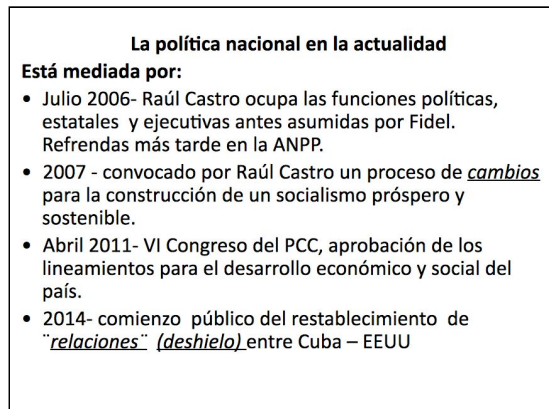 La política nacional en la actualidad
Está mediada por:
• Julio 2006- Raúl Castro ocupa las funciones políticas,
estatales y ejecutivas antes asumidas por Fidel.
Refrendas más tarde en la ANPP.
• 2007 - convocado por Raúl Castro un proceso de cambios
para la construcción de un socialismo próspero y
sostenible.
• Abril 2011- VI Congreso del PCC, aprobación de los
lineamientos para el desarrollo económico y social del
país.
• 2014- comienzo público del restablecimiento de
¨relaciones¨ (deshielo) entre Cuba – EEUU